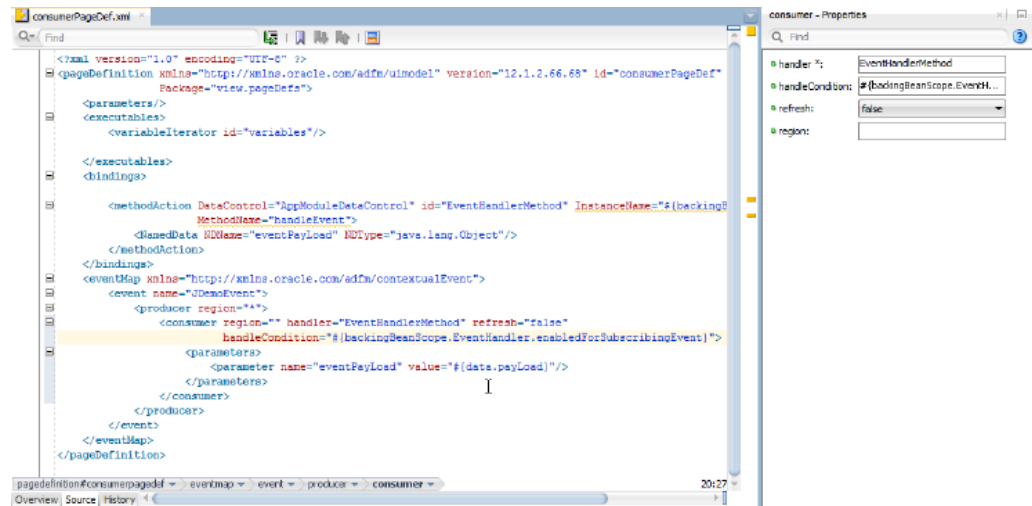 consumerPageDef.xml
Find
<?xml version="1.0" encoding="UTF-8" ?>
<pageDefinition xmlns="http://xmlns.oracle.com/adfm/uimodel" version="12.1.2.66.68" id="consumerPageDef"
Package="view.pageDefs">
<parameters/>
<executables>
<variableIterator id="variables"/>
</executables>
<bindings>
<methodAction DataControl="AppModuleDataControl" id="EventHandlerMethod" InstanceName="${backingB
MethodName="handleEvent">
<NamedData NDName="eventPayLoad" NDType="java.lang.Object"/>
</methodAction>
</bindings>
<eventMap xmlns="http://xmlns.oracle.com/adfm/contextualEvent">
<event name="JDemoEvent">
<producer region="*">
<consumer region="" handler="EventHandlerMethod" refresh="false"
handleCondition="#{backingBeanScope.EventHandler.enabledForSubscribingEvent}">
<parameters>
<parameter name="eventPayLoad" value="#{data.payLoad}"/>
</parameters>
</consumer>
</producer>
</event>
</eventMap>
</pageDefinition>
pagedefinition#consumerpagedef eventmap event producer consumer
20:27
Overview Source History
consumer - Properties
Find
handler *: EventHandlerMethod
handleCondition: #{backingBeanScope.EventH...
refresh: false
region: